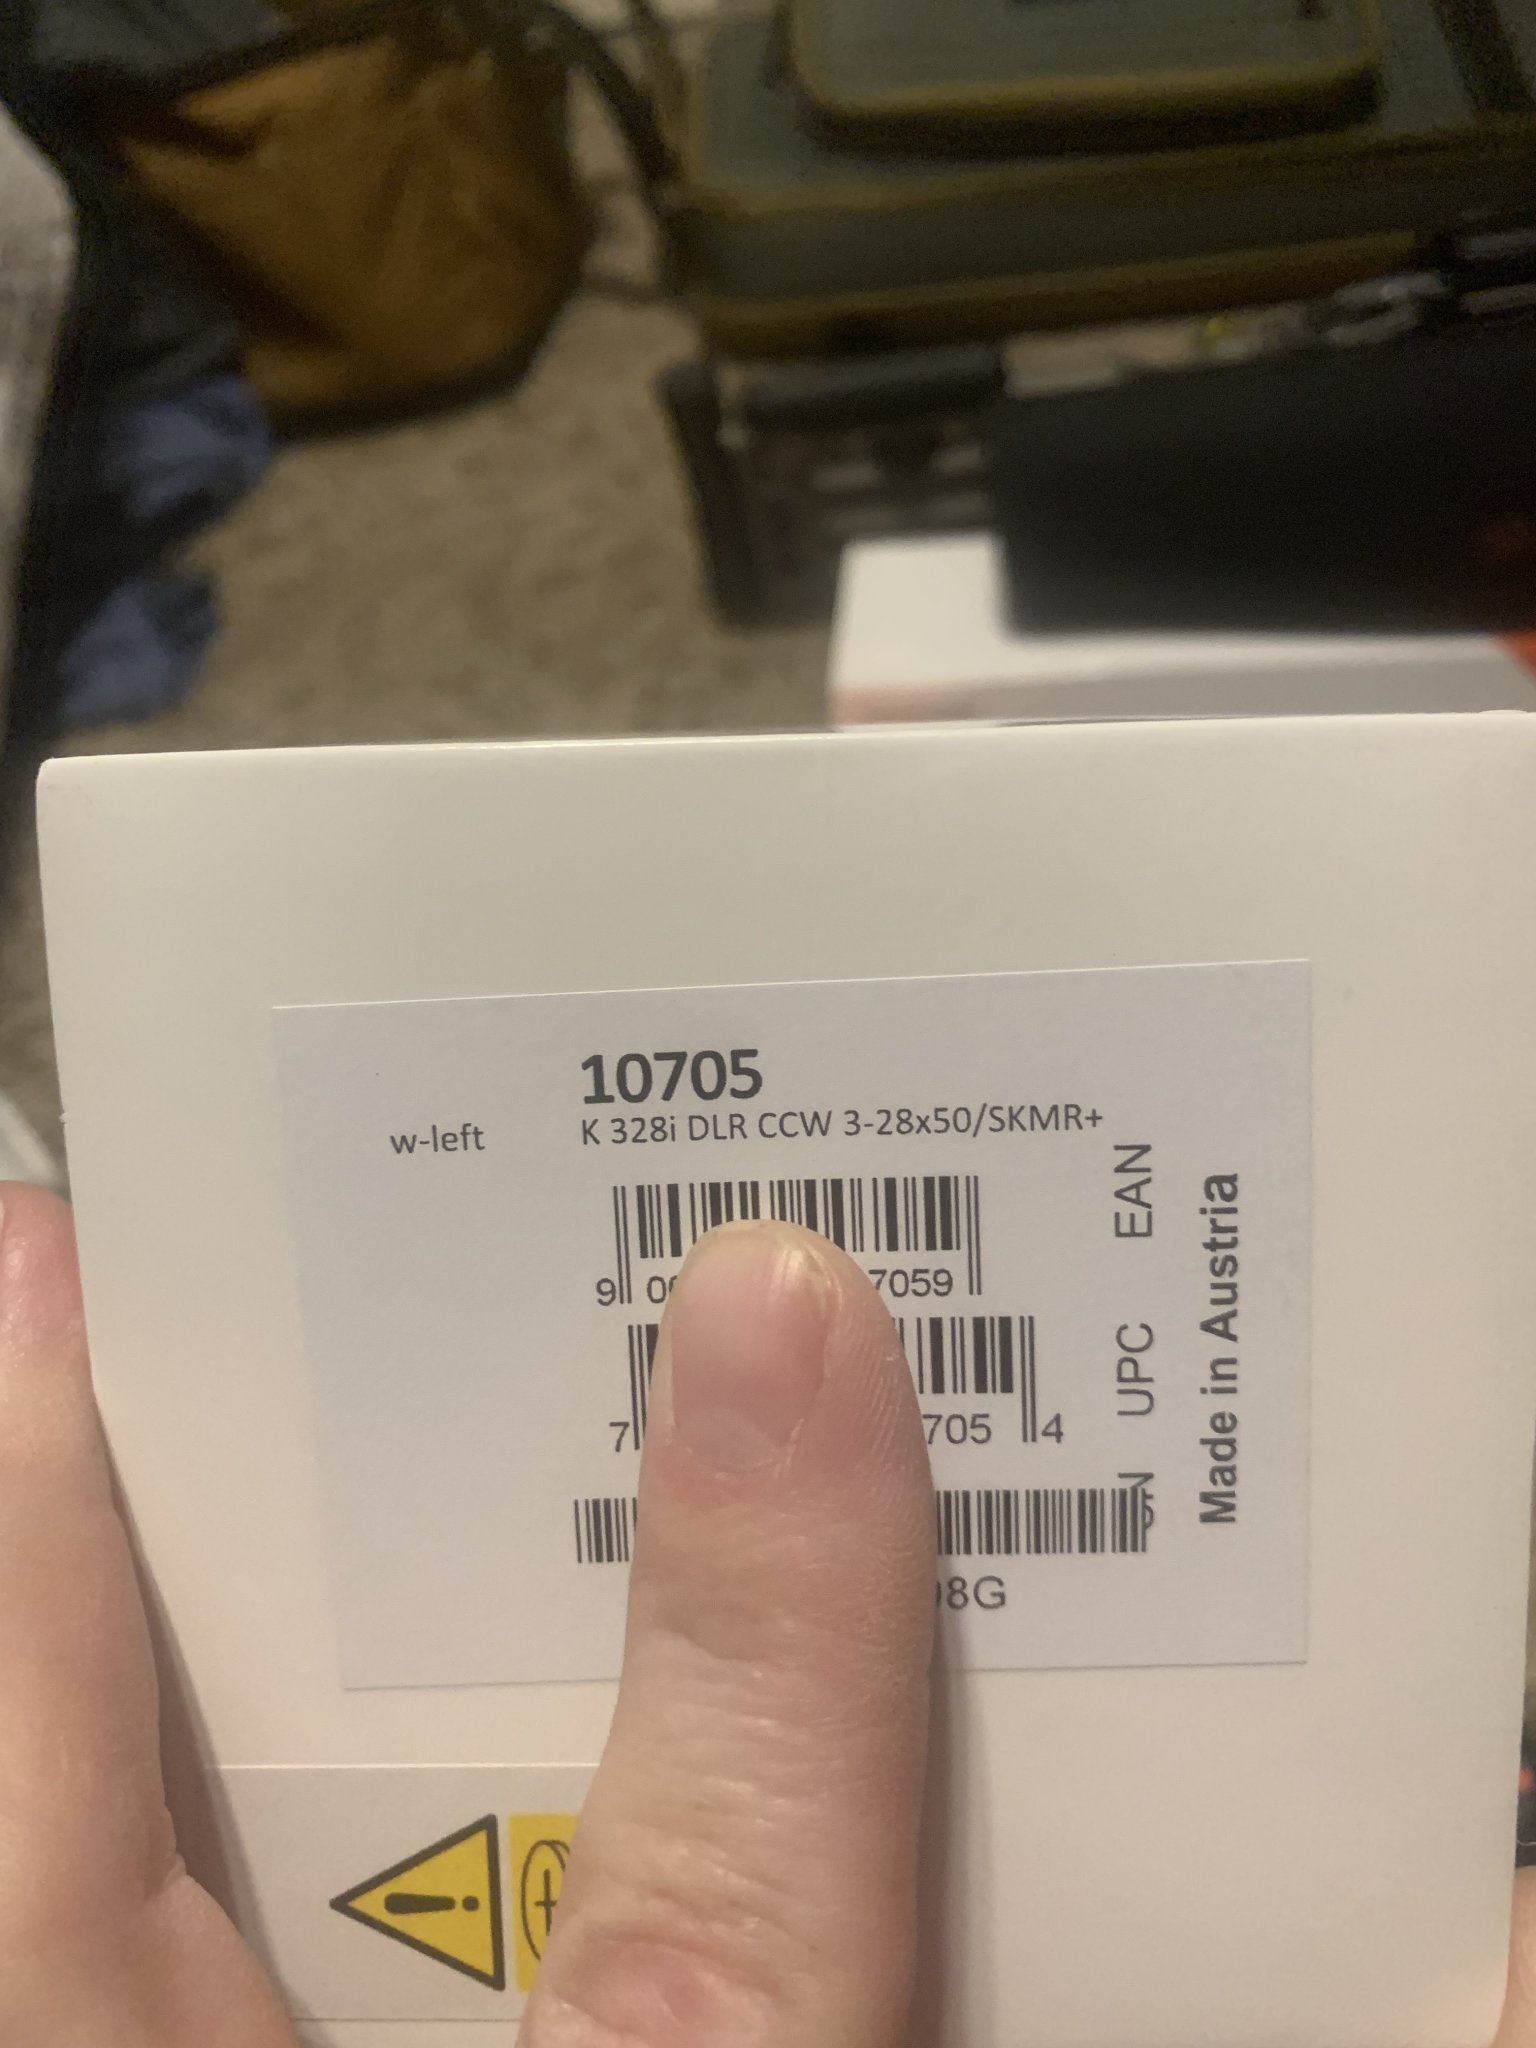 10705
w-left K 328i DLR CCW 3-28x50/SKMR+
EAN
9 7059
UPC
7 705 4
8G
Made in Austria